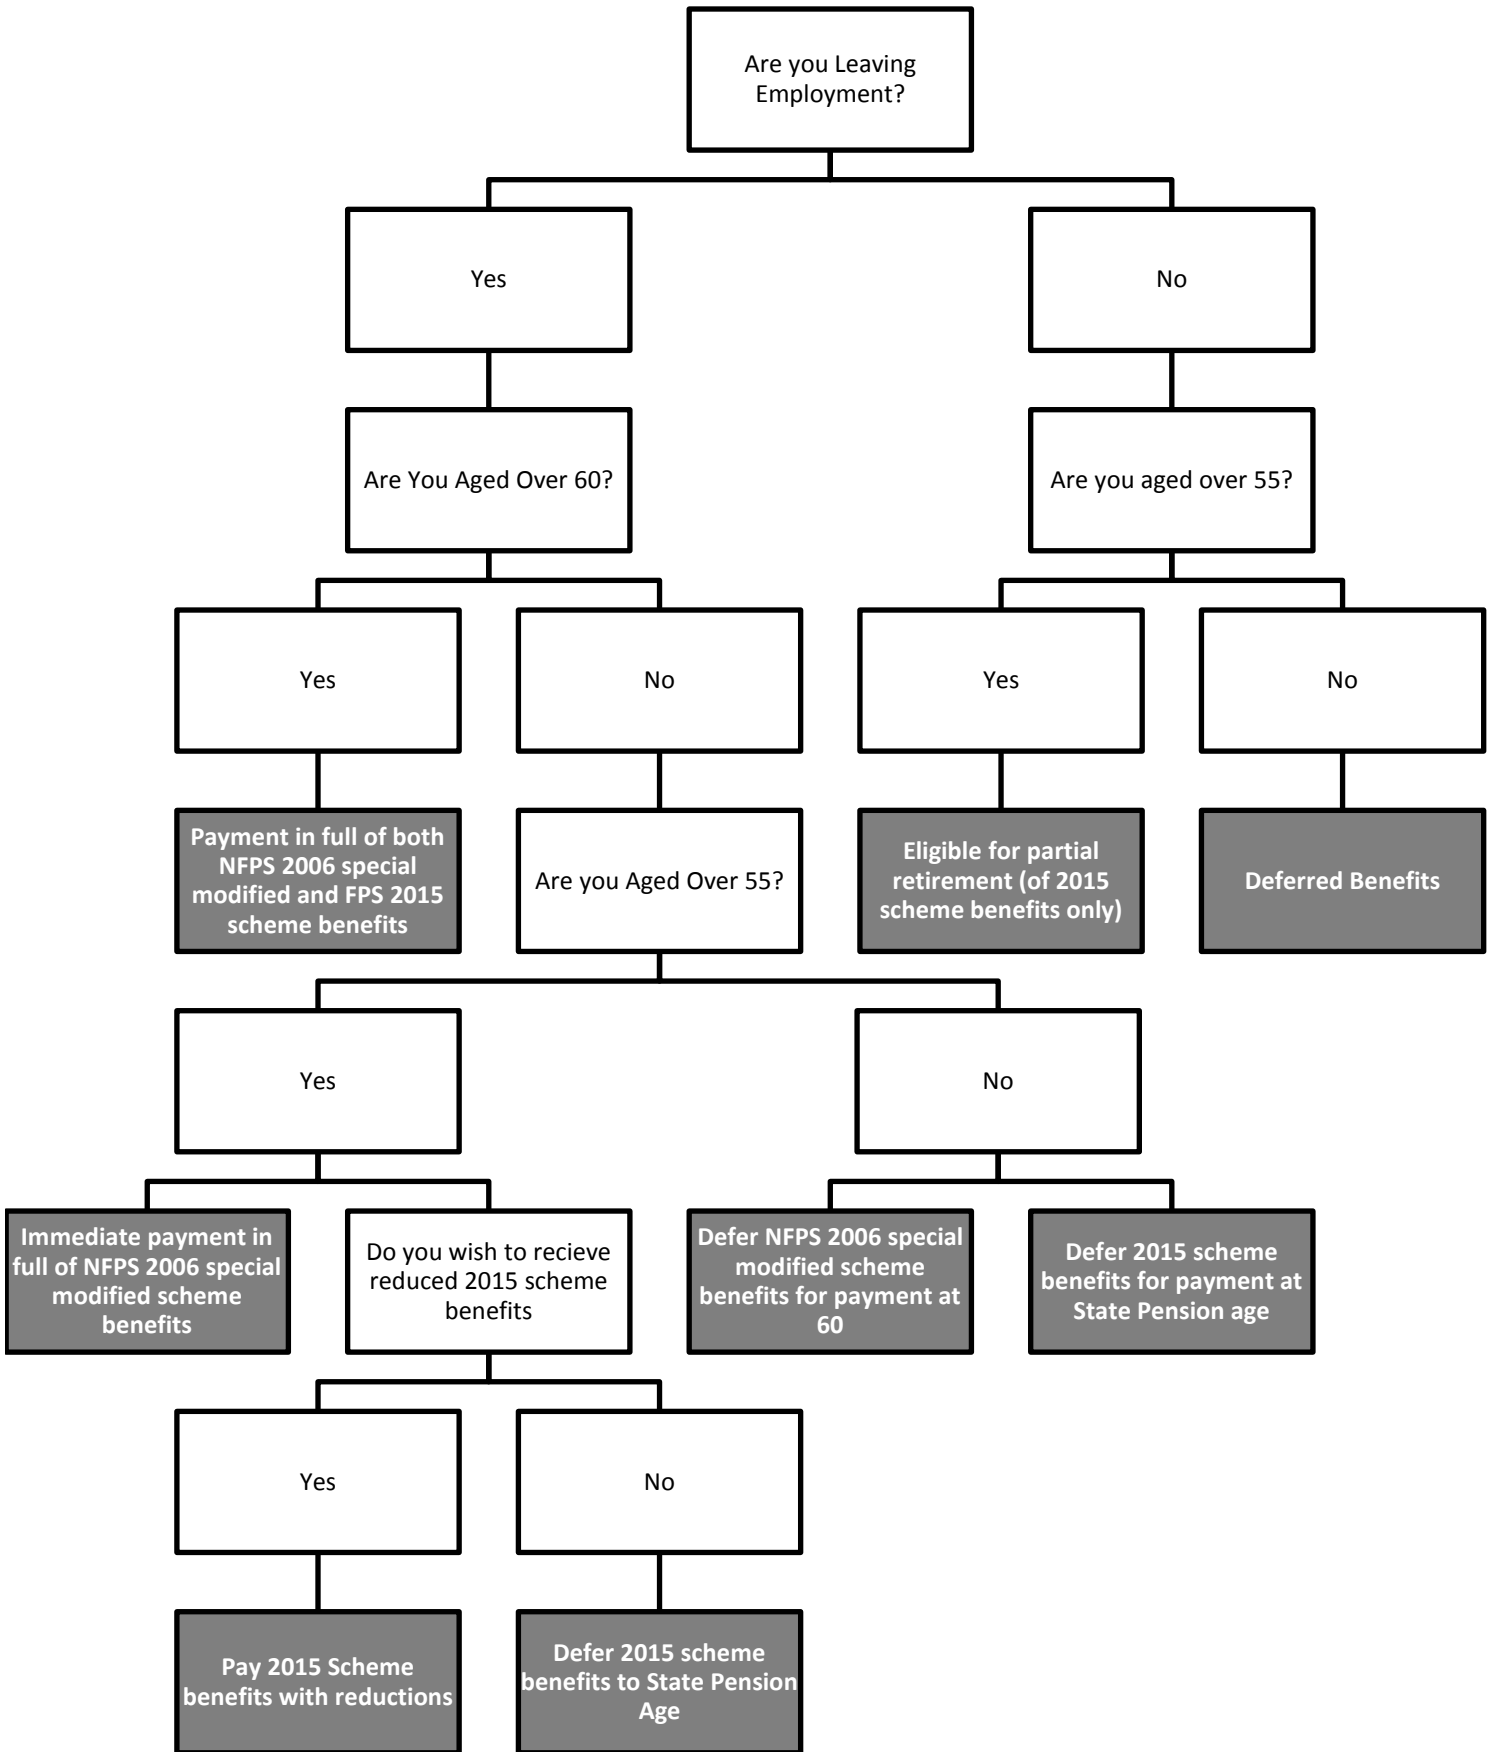 Are you Leaving
Employment?
Yes
No
Are You Aged Over 60?
Are you aged over 55?
Yes
No
Yes
No
Payment in full of both
NFPS 2006 special
modified and FPS 2015
scheme benefits
Are you Aged Over 55?
Eligible for partial
retirement (of 2015
scheme benefits only)
Deferred Benefits
Yes
No
Immediate payment in
full of NFPS 2006 special
modified scheme
benefits
Do you wish to recieve
reduced 2015 scheme
benefits
Defer NFPS 2006 special
modified scheme
benefits for payment at
60
Defer 2015 scheme
benefits for payment at
State Pension age
Yes
No
Pay 2015 Scheme
benefits with reductions
Defer 2015 scheme
benefits to State Pension
Age